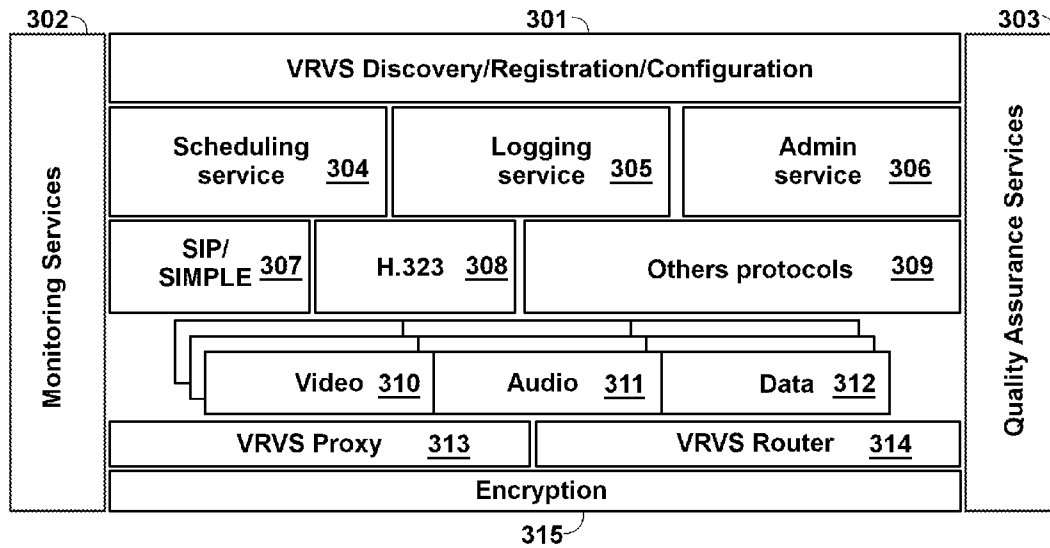 302
301
303
VRVS Discovery/Registration/Configuration
Monitoring Services
Quality Assurance Services
Scheduling
service 304
Logging
service 305
Admin
service 306
SIP/
SIMPLE 307
H.323 308
Others protocols 309
Video 310
Audio 311
Data 312
VRVS Proxy 313
VRVS Router 314
Encryption
315